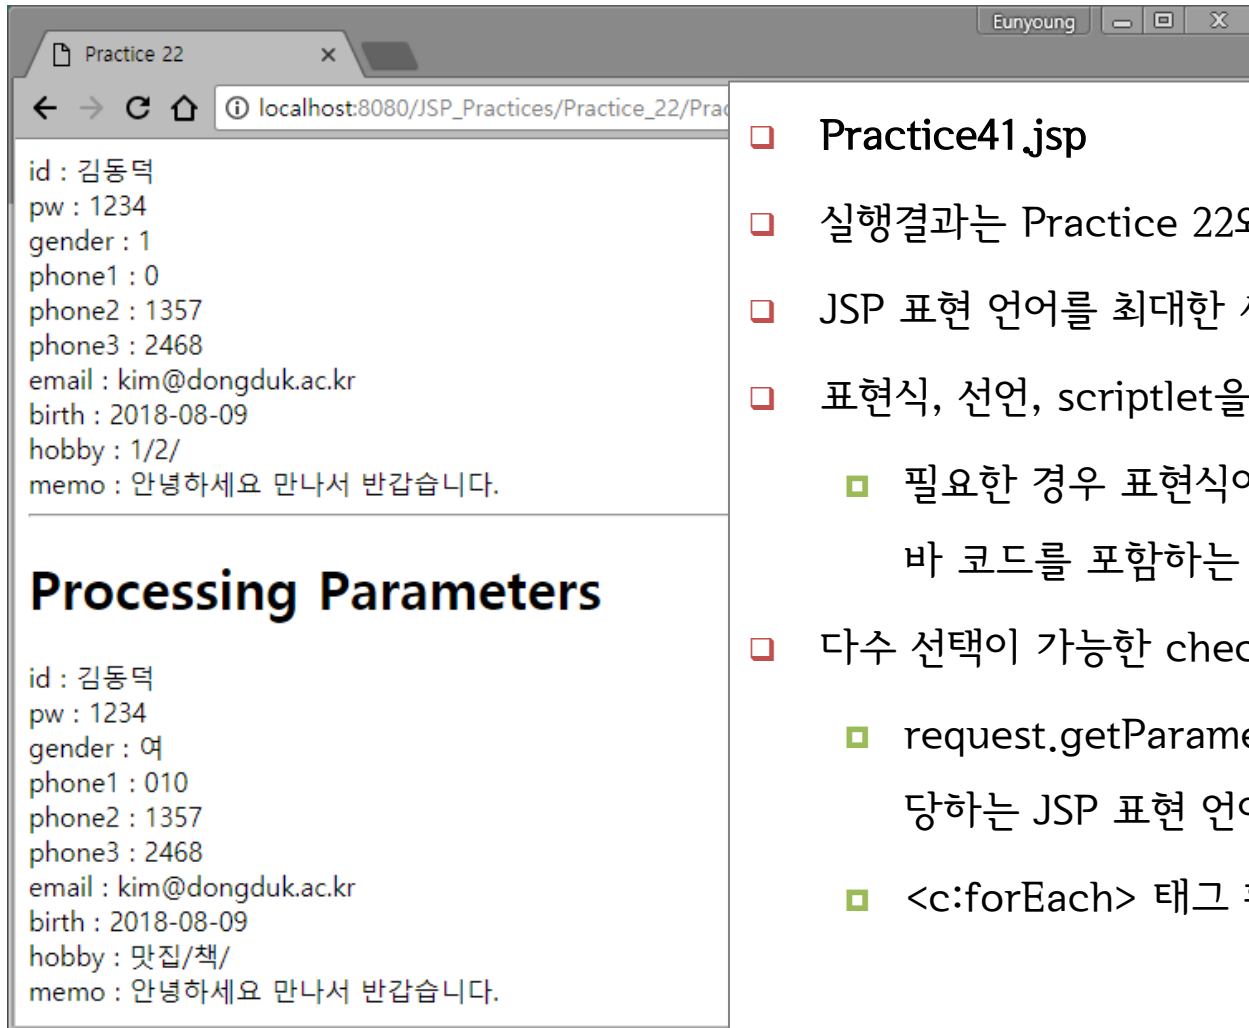 Eunyoung
Practice 22
localhost:8080/JSP_Practices/Practice_22/Prac
id : 김동덕
pw : 1234
gender : 1
phone1 : 0
phone2 : 1357
phone3 : 2468
email : kim@dongduk.ac.kr
birth : 2018-08-09
hobby : 1/2/
memo : 안녕하세요 만나서 반갑습니다.
Processing Parameters
id : 김동덕
pw : 1234
gender : 여
phone1 : 010
phone2 : 1357
phone3 : 2468
email : kim@dongduk.ac.kr
birth : 2018-08-09
hobby : 맛집/책/
memo : 안녕하세요 만나서 반갑습니다.
Practice41.jsp
실행결과는 Practice 22와
JSP 표현 언어를 최대한
표현식, 선언, scriptlet을
필요한 경우 표현식이
바 코드를 포함하는
다수 선택이 가능한 chec
request.getParame
당하는 JSP 표현 언어
<c:forEach> 태그